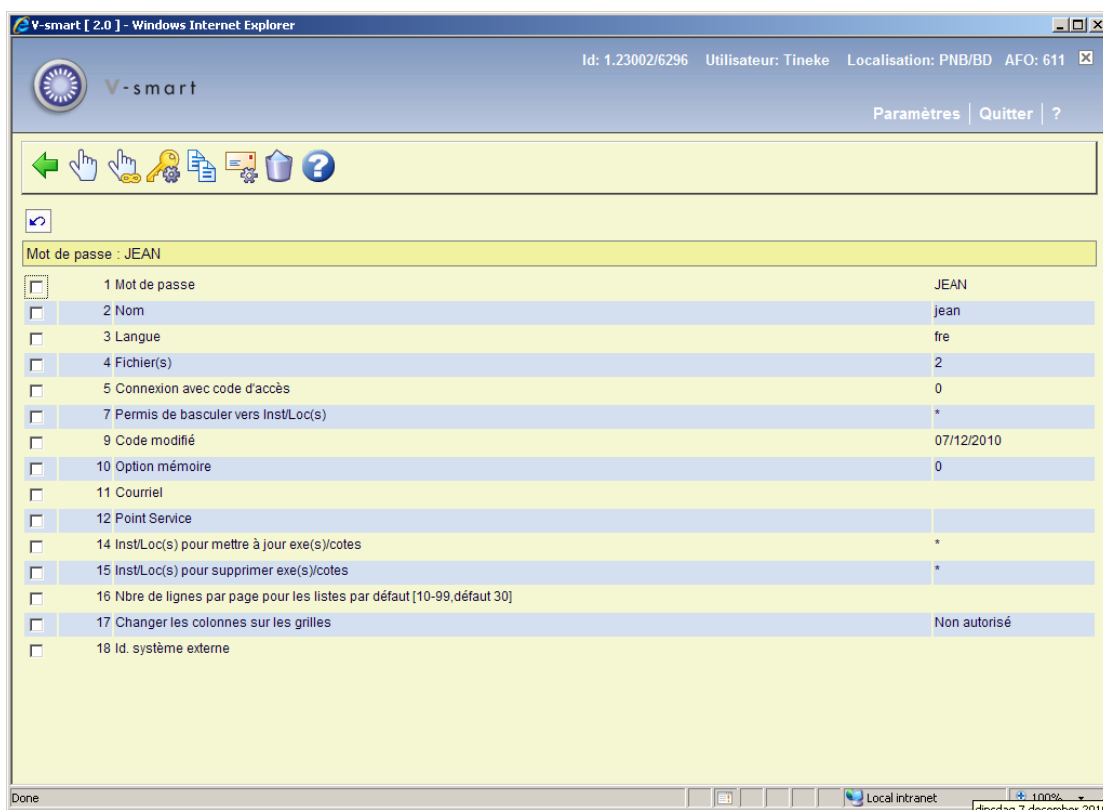 V-smart [ 2.0 ] - Windows Internet Explorer
Id: 1.23002/6296 Utilisateur: Tineke Localisation: PNB/BD AFO: 611
V-smart
Paramètres Quitter ?
Mot de passe : JEAN
1 Mot de passe JEAN
2 Nom jean
3 Langue fre
4 Fichier(s) 2
5 Connexion avec code d'accès 0
7 Permis de basculer vers Inst/Loc(s) *
9 Code modifié 07/12/2010
10 Option mémoire 0
11 Courriel
12 Point Service
14 Inst/Loc(s) pour mettre à jour exe(s)/cotes *
15 Inst/Loc(s) pour supprimer exe(s)/cotes *
16 Nbre de lignes par page pour les listes par défaut [10-99,défaut 30]
17 Changer les colonnes sur les grilles Non autorisé
18 Id. système externe
Done Local intranet 100%
dinsdag 7 december 2010